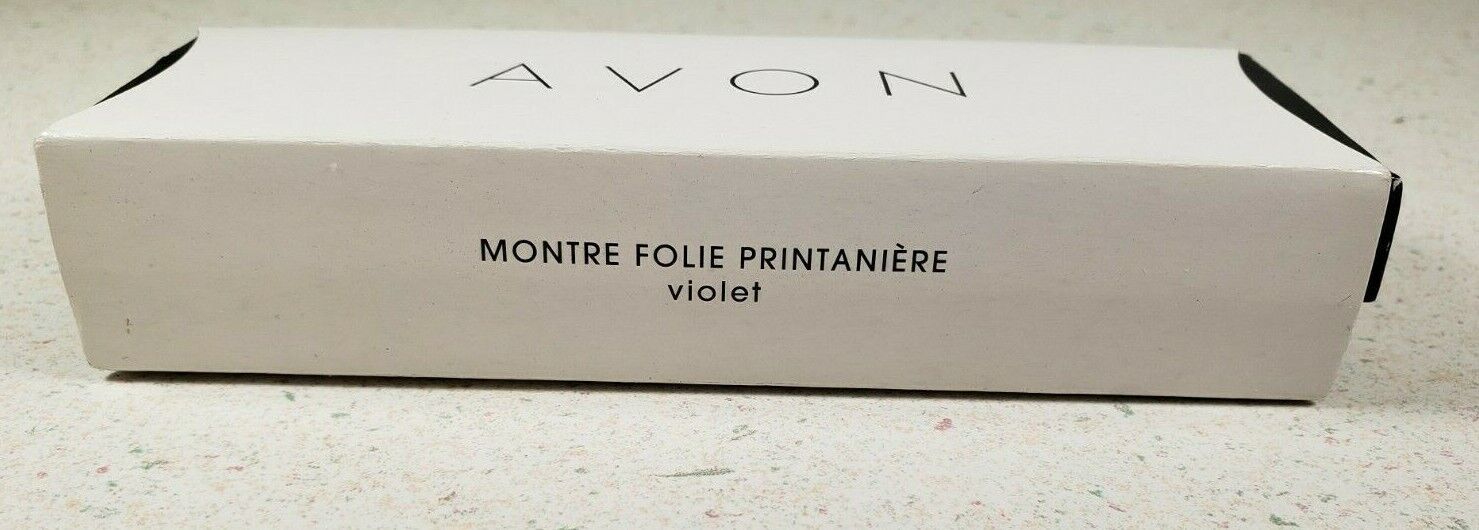 AVON
MONTRE FOLIE PRINTANIÈRE
violet